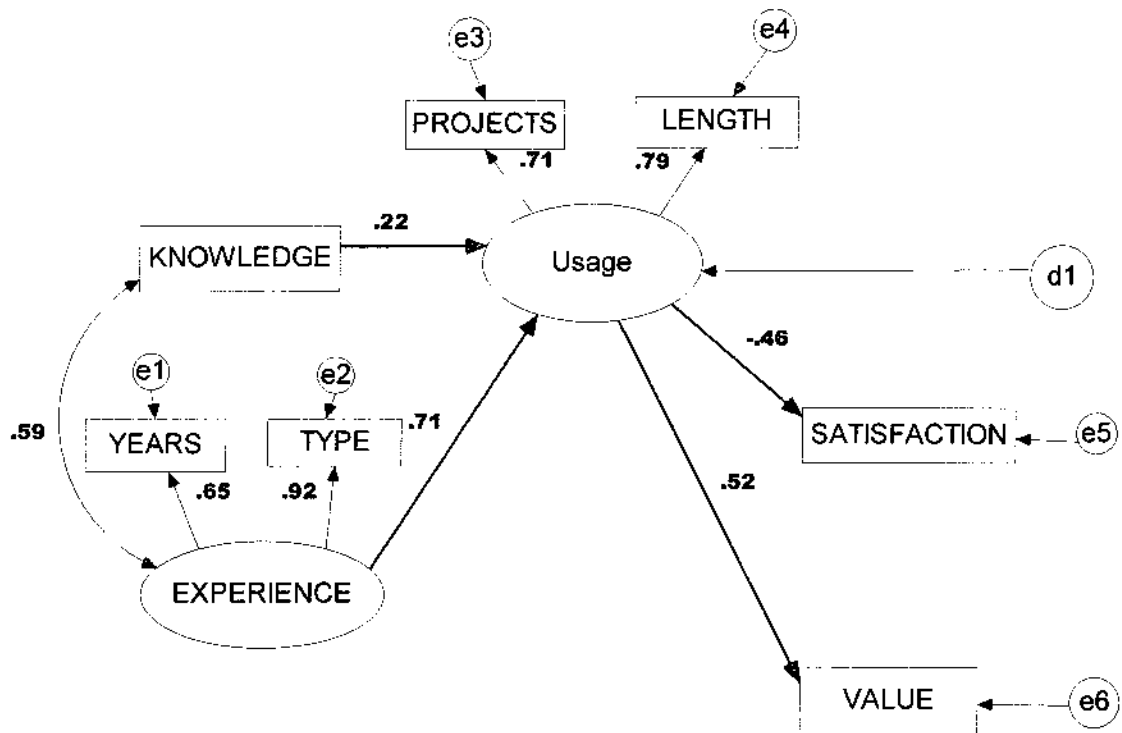 e3
e4
PROJECTS
LENGTH
.71
.79
.22
KNOWLEDGE
Usage
d1
e1
e2
-.46
.59
YEARS
TYPE
.71
SATISFACTION
e5
.65
.92
.52
EXPERIENCE
VALUE
e6